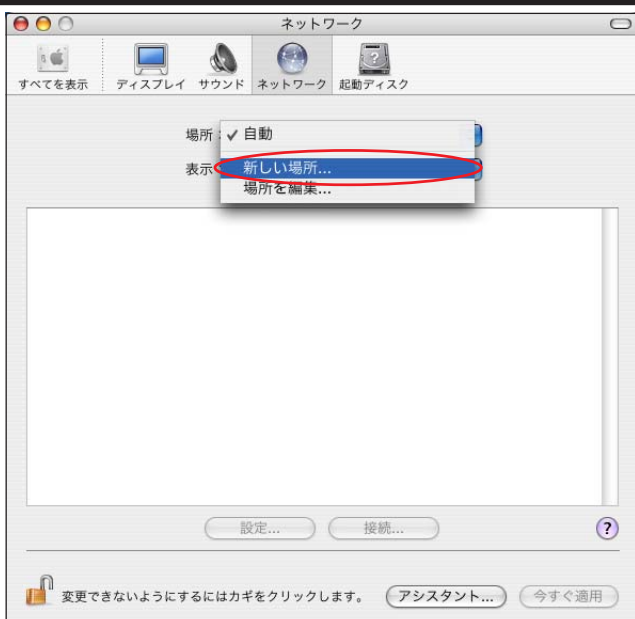 ネットワーク
すべてを表示 ディスプレイ サウンド ネットワーク 起動ディスク
場所： ✓ 自動
表示 新しい場所...
場所を編集...
設定... 接続... ?
変更できないようにするにはカギをクリックします。 アシスタント... 今すぐ適用